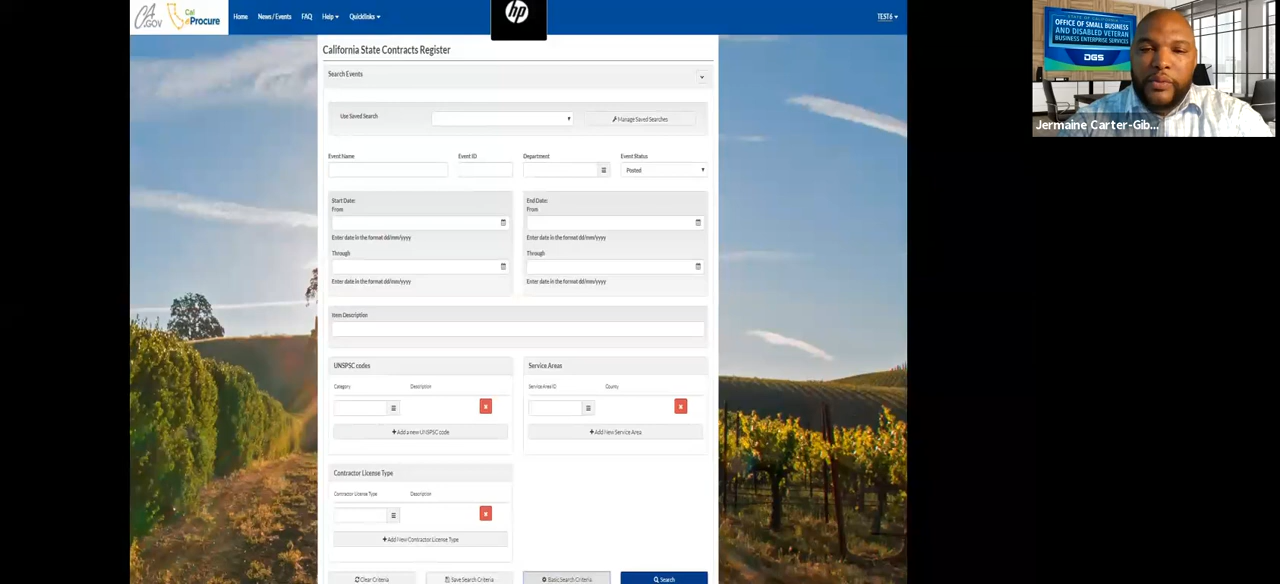 CA.GOV
Cal eProcure
Home News/Events FAQ Help Quicklinks
TEST6
hp
California State Contracts Register
Search Events
Use Saved Search
Manage Saved Searches
Event Name Event ID Department Event Status
Posted
Start Date: End Date:
From From
Enter date in the format dd/mm/yyyy Enter date in the format dd/mm/yyyy
Through Through
Enter date in the format dd/mm/yyyy Enter date in the format dd/mm/yyyy
Item Description
UNSPSC codes Service Areas
Category Description Service Area ID County
+ Add a new UNSPSC code + Add New Service Area
Contractor License Type
Contractor License Type Description
+ Add New Contractor License Type
Clear Criteria Save Search Criteria Basic Search Criteria Search
STATE OF CALIFORNIA
OFFICE OF SMALL BUSINESS
AND DISABLED VETERAN
BUSINESS ENTERPRISE SERVICES
DGS
Jermaine Carter-Gib...